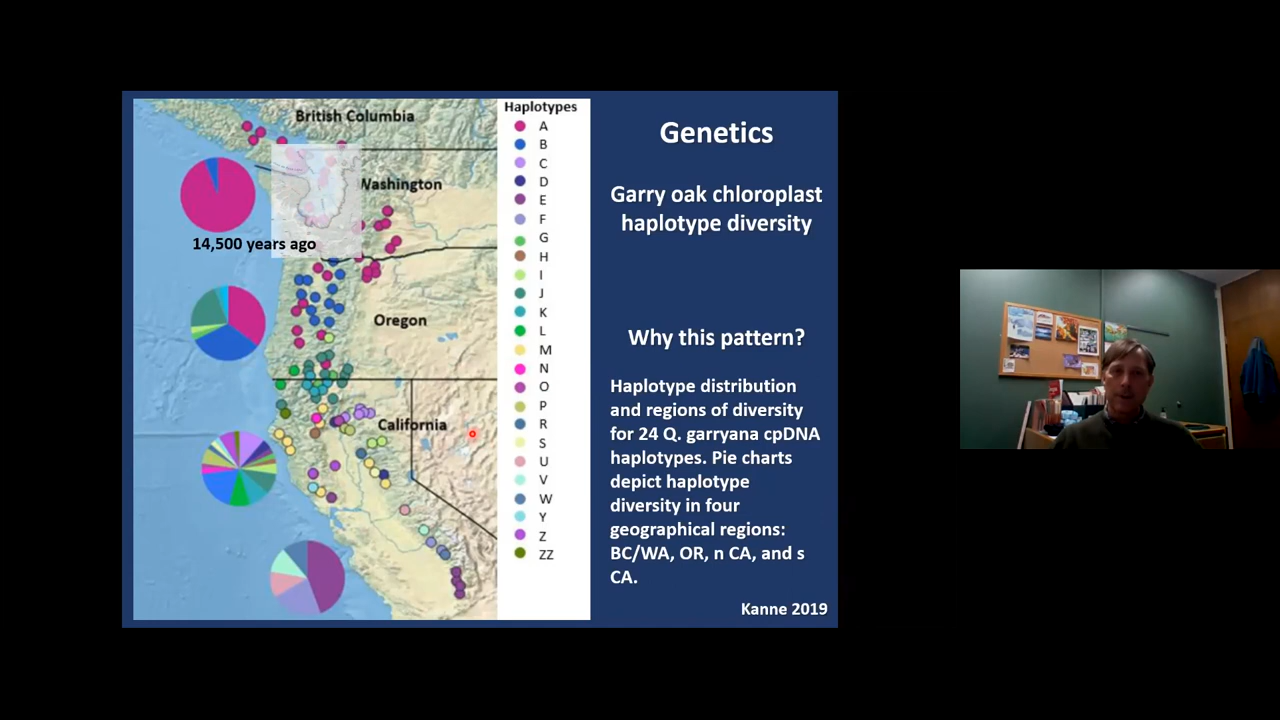 British Columbia
Washington
14,500 years ago
Oregon
California
Haplotypes
A
B
C
D
E
F
G
H
I
J
K
L
M
N
O
P
R
S
U
V
W
Y
Z
ZZ
Genetics
Garry oak chloroplast
haplotype diversity
Why this pattern?
Haplotype distribution
and regions of diversity
for 24 Q. garryana cpDNA
haplotypes. Pie charts
depict haplotype
diversity in four
geographical regions:
BC/WA, OR, n CA, and s
CA.
Kanne 2019